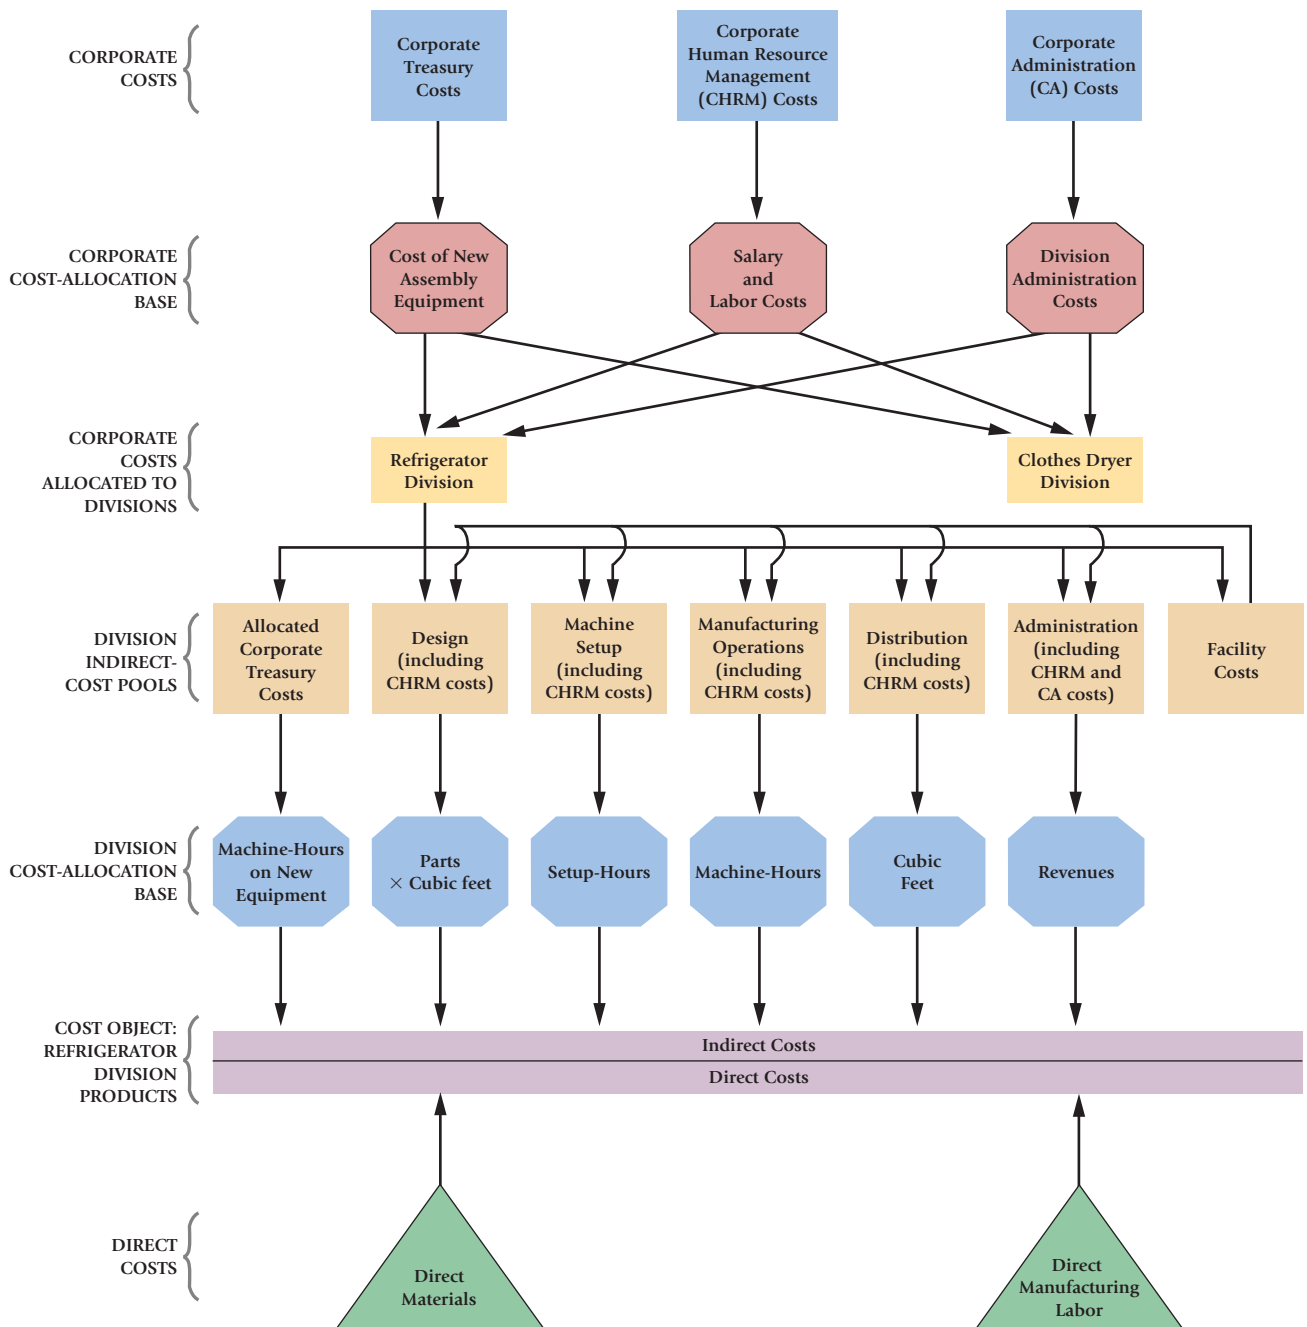 CORPORATE
COSTS
Corporate
Treasury
Costs
Corporate
Human Resource
Management
(CHRM) Costs
Corporate
Administration
(CA) Costs
CORPORATE
COST-ALLOCATION
BASE
Cost of New
Assembly
Equipment
Salary
and
Labor Costs
Division
Administration
Costs
CORPORATE
COSTS
ALLOCATED TO
DIVISIONS
Refrigerator
Division
Clothes Dryer
Division
DIVISION
INDIRECT-
COST POOLS
Allocated
Corporate
Treasury
Costs
Design
(including
CHRM costs)
Machine
Setup
(including
CHRM costs)
Manufacturing
Operations
(including
CHRM costs)
Distribution
(including
CHRM costs)
Administration
(including
CHRM and
CA costs)
Facility
Costs
DIVISION
COST-ALLOCATION
BASE
Machine-Hours
on New
Equipment
Parts
× Cubic feet
Setup-Hours
Machine-Hours
Cubic
Feet
Revenues
COST OBJECT:
REFRIGERATOR
DIVISION
PRODUCTS
Indirect Costs
Direct Costs
DIRECT
COSTS
Direct
Materials
Direct
Manufacturing
Labor